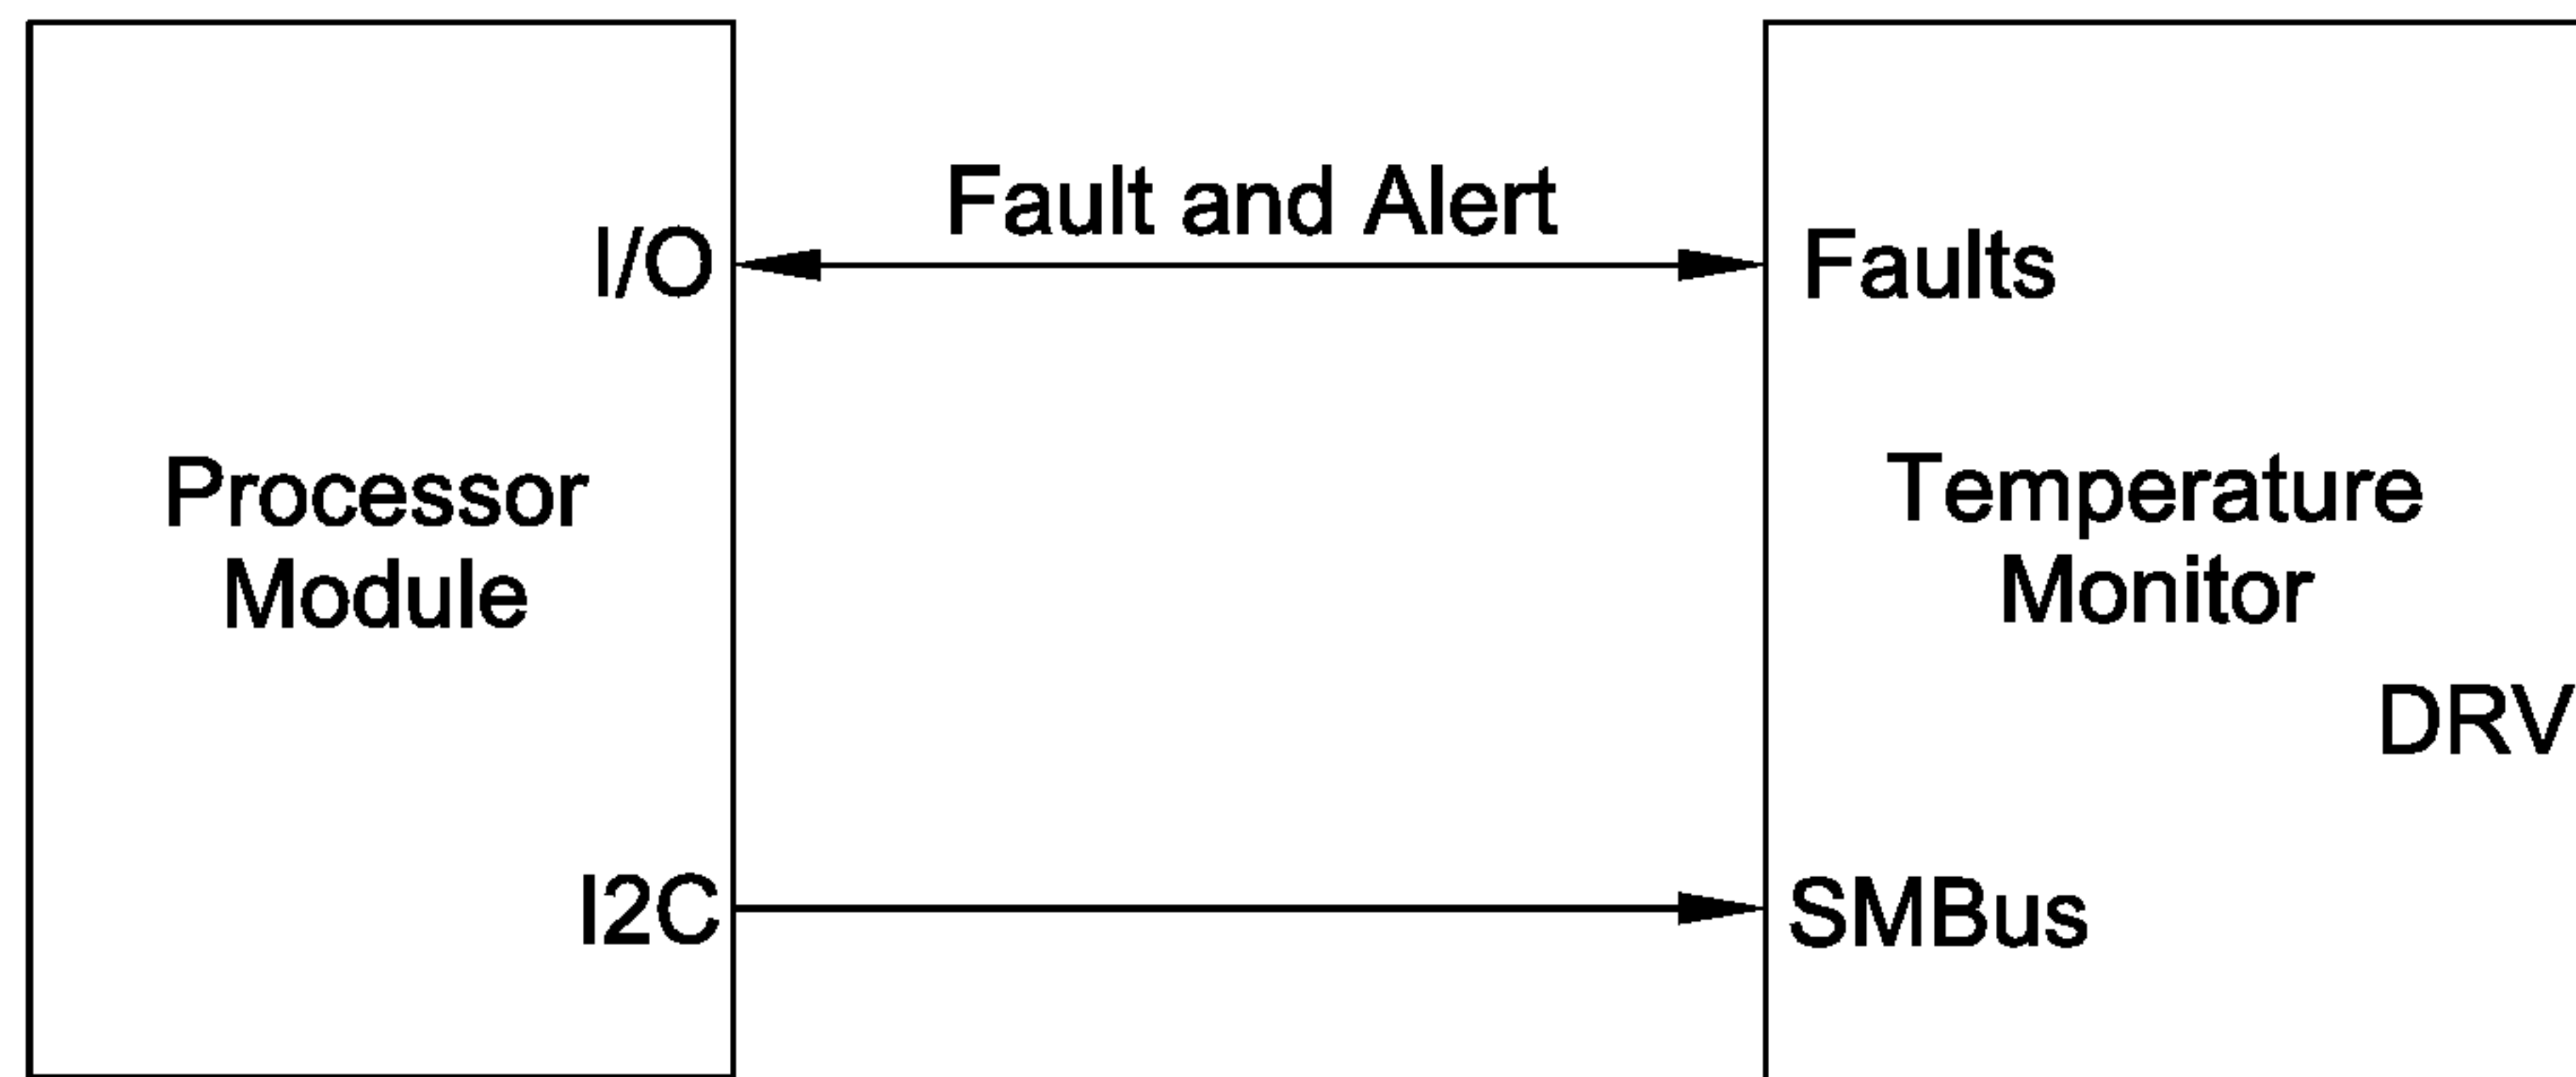 Fault and Alert
I/O
Faults
Processor
Module
Temperature
Monitor
DRV
I2C
SMBus